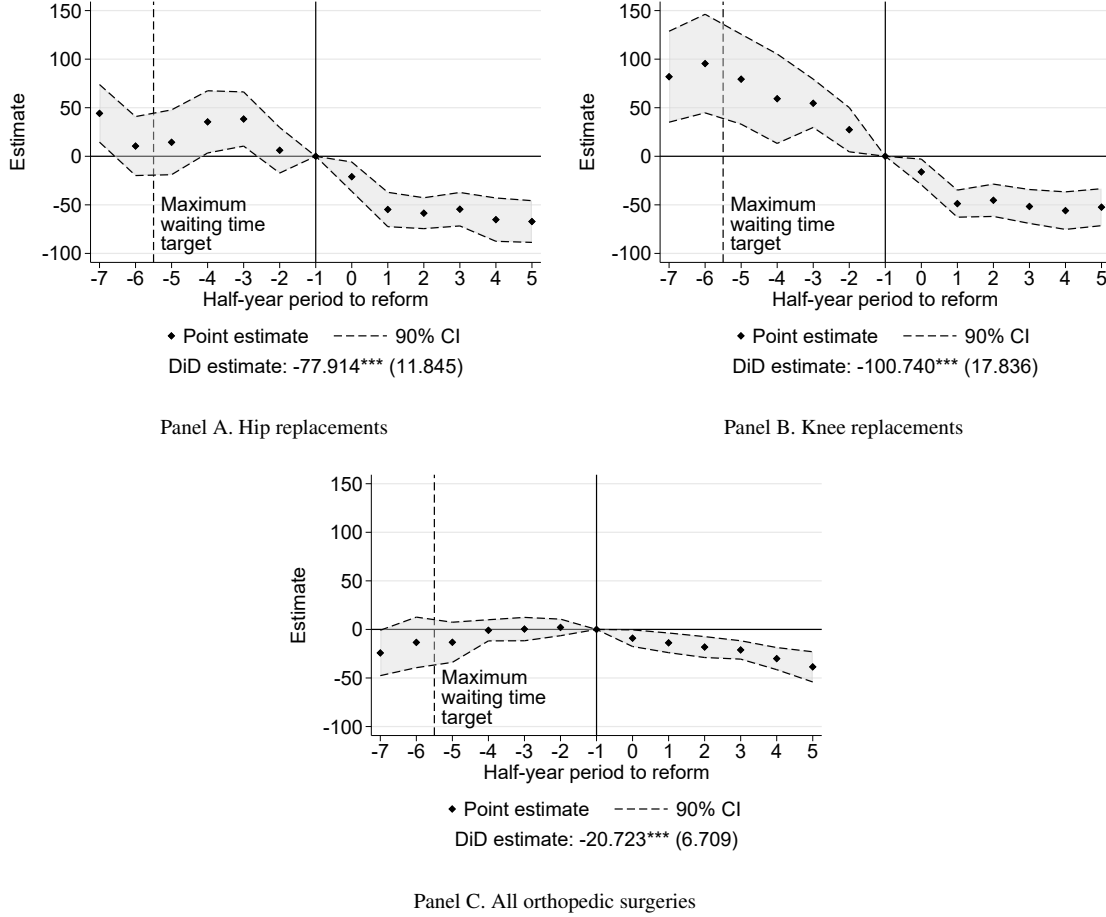 150
100
50
0
-50
-100
Estimate
Maximum
waiting time
target
-7 -6 -5 -4 -3 -2 -1 0 1 2 3 4 5
Half-year period to reform
Point estimate 90% CI
DiD estimate: -77.914*** (11.845)
Panel A. Hip replacements
150
100
50
0
-50
-100
Estimate
Maximum
waiting time
target
-7 -6 -5 -4 -3 -2 -1 0 1 2 3 4 5
Half-year period to reform
Point estimate 90% CI
DiD estimate: -100.740*** (17.836)
Panel B. Knee replacements
150
100
50
0
-50
-100
Estimate
Maximum
waiting time
target
-7 -6 -5 -4 -3 -2 -1 0 1 2 3 4 5
Half-year period to reform
Point estimate 90% CI
DiD estimate: -20.723*** (6.709)
Panel C. All orthopedic surgeries